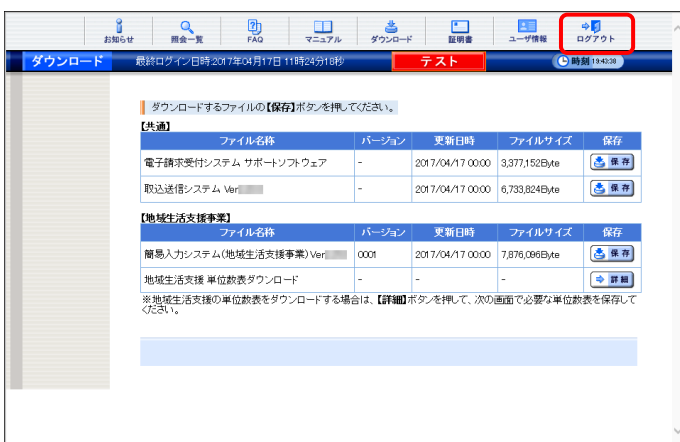 お知らせ 照会一覧 FAQ マニュアル ダウンロード 証明書 ユーザ情報 ログアウト
ダウンロード 最終ログイン日時:2017年04月17日 11時24分18秒 テスト 時刻 19:43:38
ダウンロードするファイルの【保存】ボタンを押してください。
【共通】
ファイル名称 バージョン 更新日時 ファイルサイズ 保存
電子請求受付システム サポートソフトウェア - 2017/04/17 00:00 3,377,152Byte 保存
取込送信システム Ver - 2017/04/17 00:00 6,733,824Byte 保存
【地域生活支援事業】
ファイル名称 バージョン 更新日時 ファイルサイズ 保存
簡易入力システム(地域生活支援事業)Ver 0001 2017/04/17 00:00 7,876,096Byte 保存
地域生活支援 単位数表ダウンロード - - - 詳細
※地域生活支援の単位数表をダウンロードする場合は、【詳細】ボタンを押して、次の画面で必要な単位数表を保存して
ください。